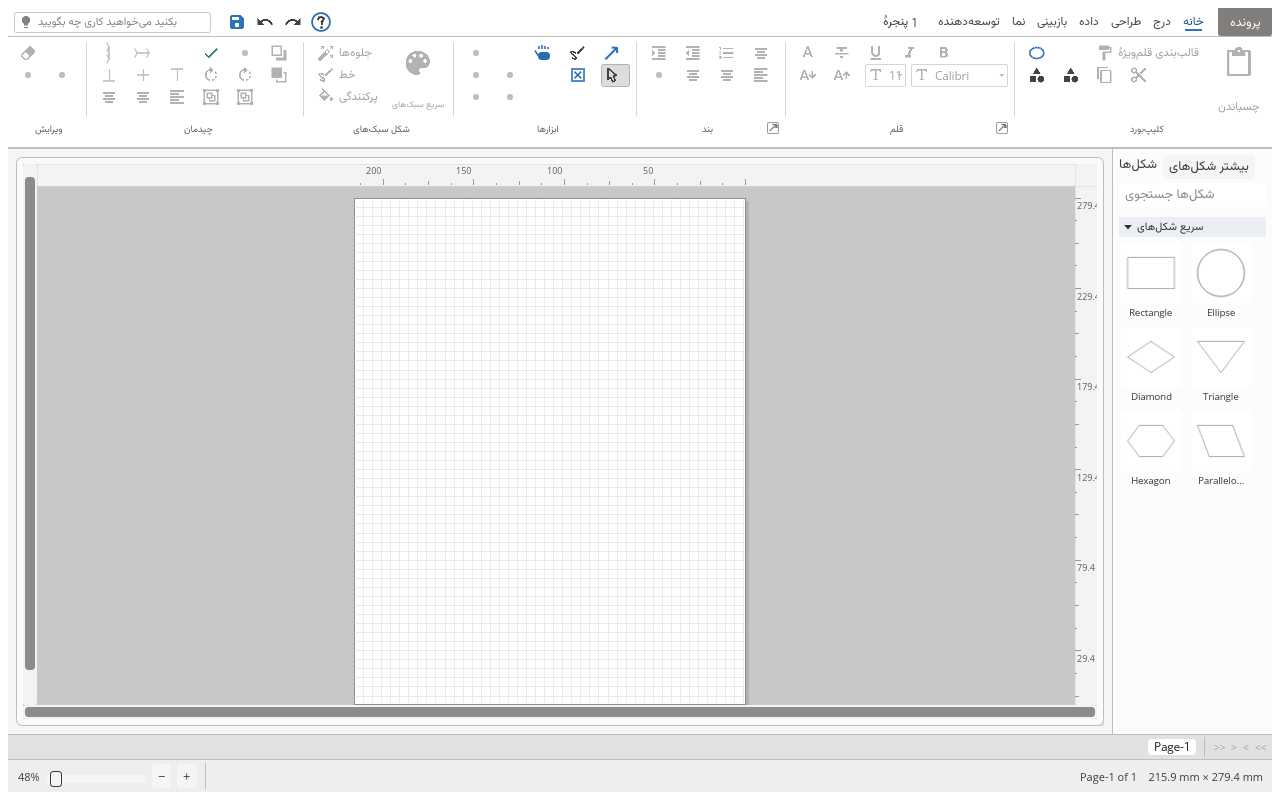 پرونده
خانه
درج
طراحی
داده
بازبینی
نما
توسعه‌دهنده
پنجرهٔ 1
بکنید می‌خواهید کاری چه بگویید
چسباندن
قالب‌بندی قلم‌ویژهٔ
کلیپ‌بورد
Calibri
11
قلم
بند
ابزارها
سریع سبک‌های
جلوه‌ها
خط
پرکنندگی
شکل سبک‌های
چیدمان
ویرایش
200
150
100
50
279.4
229.4
179.4
129.4
79.4
29.4
شکل‌ها
بیشتر شکل‌های
شکل‌ها جستجوی
سریع شکل‌های
Rectangle
Ellipse
Diamond
Triangle
Hexagon
Parallelo...
Page-1
<< < > >>
48%
Page-1 of 1
215.9 mm × 279.4 mm